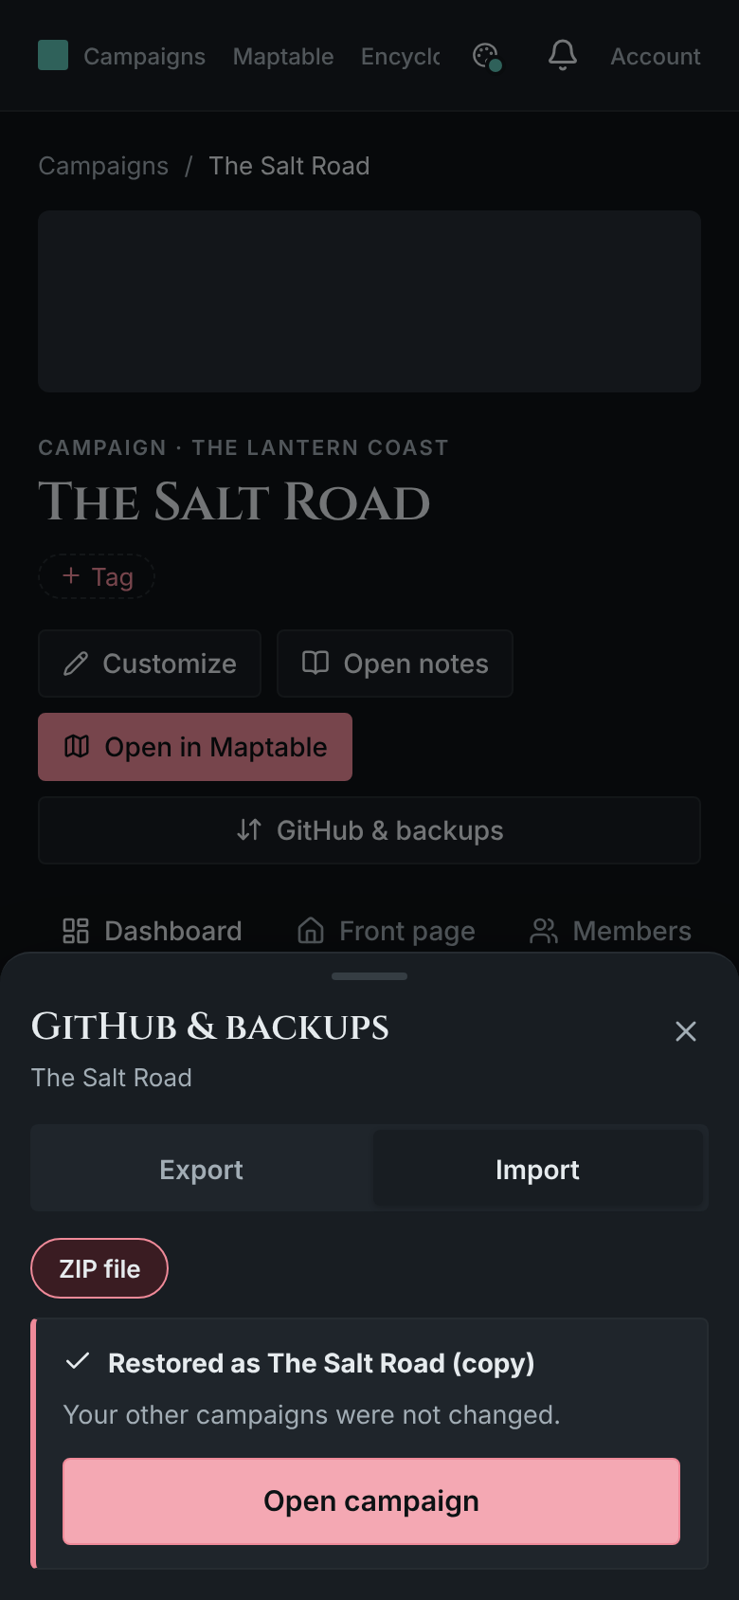 Campaigns Maptable Encyclc Account
Campaigns / The Salt Road
CAMPAIGN · THE LANTERN COAST
THE SALT ROAD
+ Tag
Customize Open notes
Open in Maptable
GitHub & backups
Dashboard Front page Members
GITHUB & BACKUPS
The Salt Road
Export Import
ZIP file
Restored as The Salt Road (copy)
Your other campaigns were not changed.
Open campaign